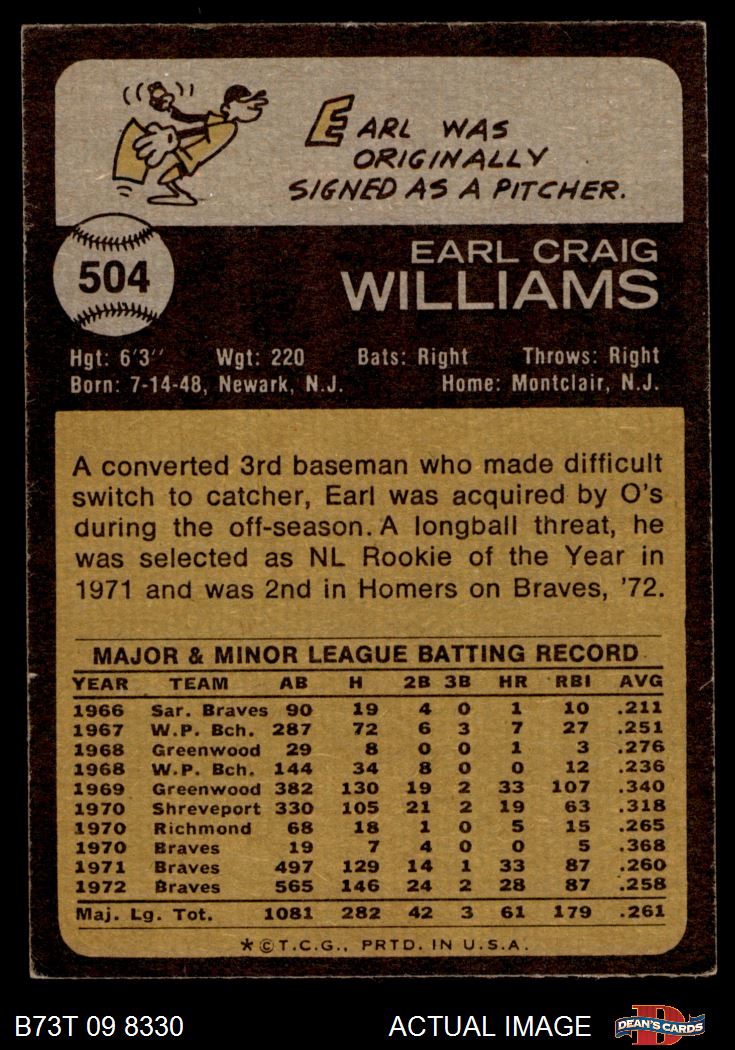 EARL WAS
ORIGINALLY
SIGNED AS A PITCHER.
504
EARL CRAIG
WILLIAMS
Hgt: 6'3'' Wgt: 220 Bats: Right Throws: Right
Born: 7-14-48, Newark, N.J. Home: Montclair, N.J.
A converted 3rd baseman who made difficult
switch to catcher, Earl was acquired by O's
during the off-season. A longball threat, he
was selected as NL Rookie of the Year in
1971 and was 2nd in Homers on Braves, '72.
MAJOR & MINOR LEAGUE BATTING RECORD
YEAR TEAM AB H 2B 3B HR RBI AVG
1966 Sar. Braves 90 19 4 0 1 10 .211
1967 W.P. Bch. 287 72 6 3 7 27 .251
1968 Greenwood 29 8 0 0 1 3 .276
1968 W.P. Bch. 144 34 8 0 0 12 .236
1969 Greenwood 382 130 19 2 33 107 .340
1970 Shreveport 330 105 21 2 19 63 .318
1970 Richmond 68 18 1 0 5 15 .265
1970 Braves 19 7 4 0 0 5 .368
1971 Braves 497 129 14 1 33 87 .260
1972 Braves 565 146 24 2 28 87 .258
Maj. Lg. Tot. 1081 282 42 3 61 179 .261
*©T.C.G., PRTD. IN U.S.A.
B73T 09 8330 ACTUAL IMAGE
D
DEAN'S CARDS